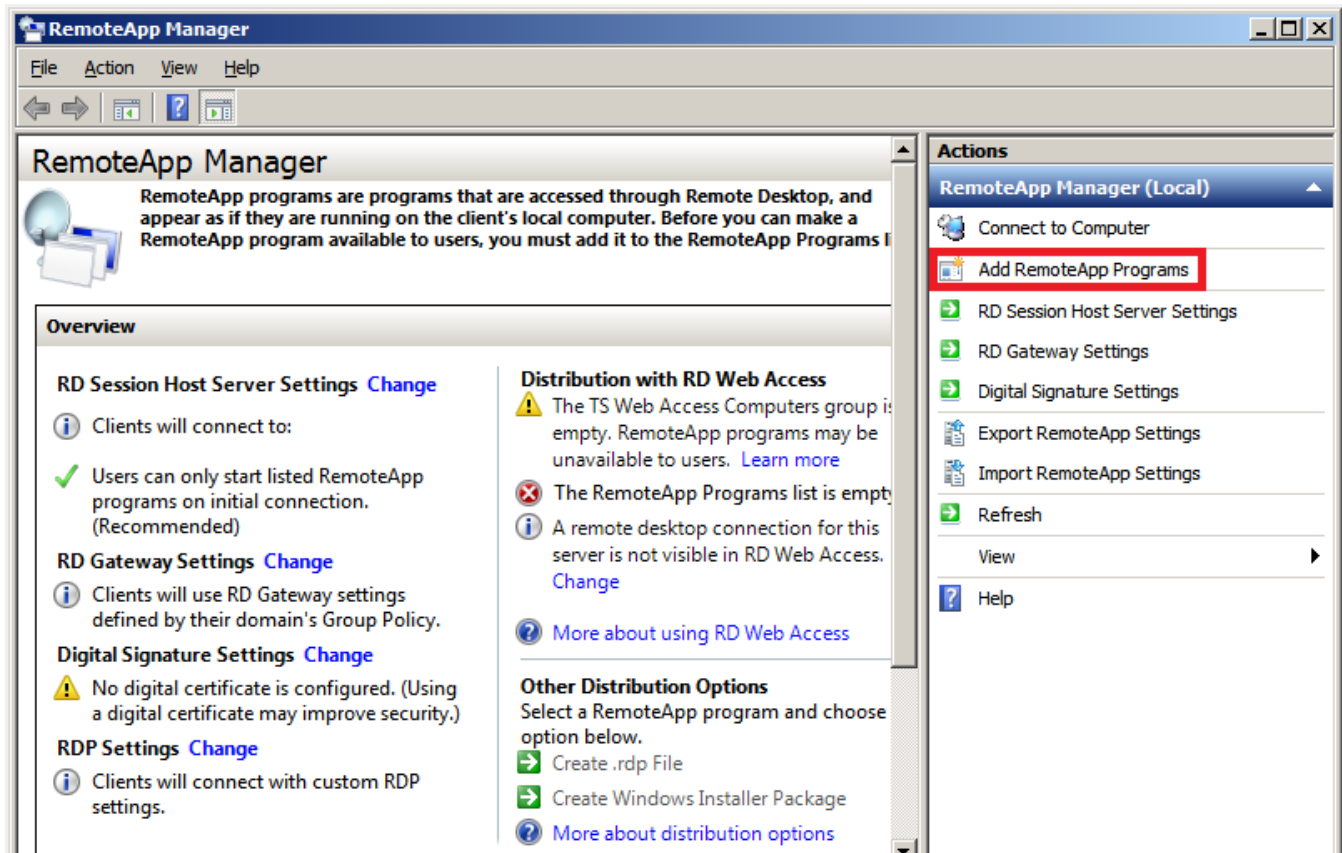 RemoteApp Manager
File Action View Help
RemoteApp Manager
RemoteApp programs are programs that are accessed through Remote Desktop, and
appear as if they are running on the client's local computer. Before you can make a
RemoteApp program available to users, you must add it to the RemoteApp Programs
Overview
RD Session Host Server Settings Change
Clients will connect to:
Users can only start listed RemoteApp
programs on initial connection.
(Recommended)
RD Gateway Settings Change
Clients will use RD Gateway settings
defined by their domain's Group Policy.
Digital Signature Settings Change
No digital certificate is configured. (Using
a digital certificate may improve security.)
RDP Settings Change
Clients will connect with custom RDP
settings.
Distribution with RD Web Access
The TS Web Access Computers group is
empty. RemoteApp programs may be
unavailable to users. Learn more
The RemoteApp Programs list is empty
A remote desktop connection for this
server is not visible in RD Web Access.
Change
More about using RD Web Access
Other Distribution Options
Select a RemoteApp program and choose
option below.
Create .rdp File
Create Windows Installer Package
More about distribution options
Actions
RemoteApp Manager (Local)
Connect to Computer
Add RemoteApp Programs
RD Session Host Server Settings
RD Gateway Settings
Digital Signature Settings
Export RemoteApp Settings
Import RemoteApp Settings
Refresh
View
Help